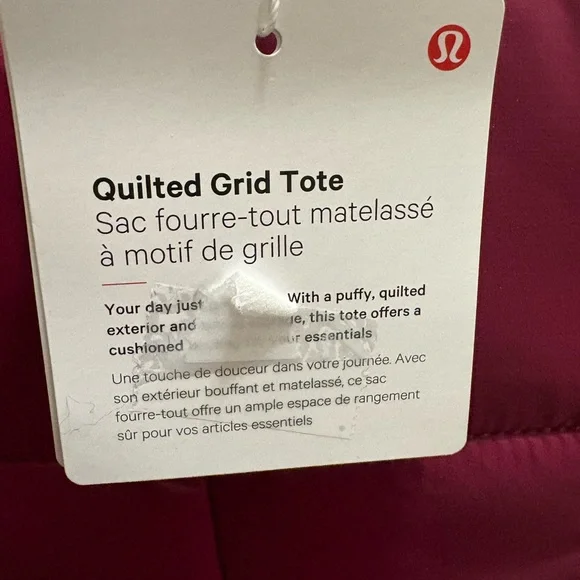 Quilted Grid Tote
Sac fourre-tout matelassé
à motif de grille
Your day just With a puffy, quilted
exterior and this tote offers a
cushioned essentials
Une touche de douceur dans votre journée. Avec
son extérieur bouffant et matelassé, ce sac
fourre-tout offre un ample espace de rangement
sûr pour vos articles essentiels